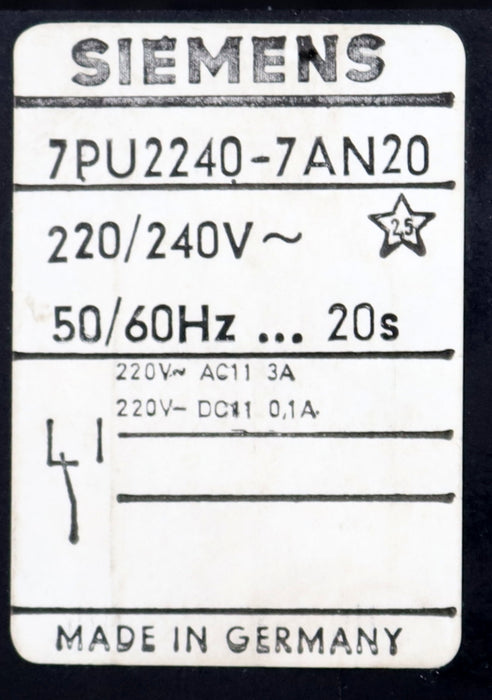 SIEMENS
7PU2240-7AN20
220/240V~
2,5
50/60Hz ... 20s
220V~ AC11 3A
220V- DC11 0,1A
MADE IN GERMANY